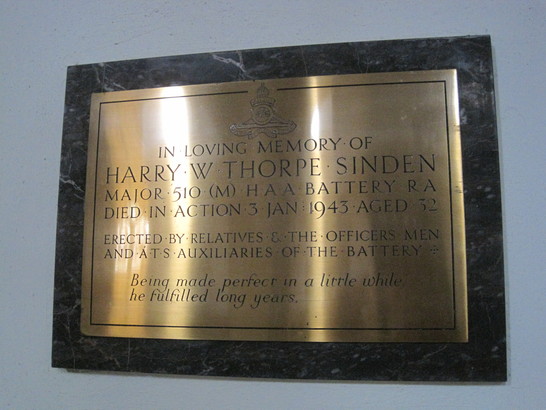 IN·LOVING MEMORY·OF
HARRY·W·THORPE·SINDEN
MAJOR·510·(M)·H·A·A·BATTERY·R·A
DIED·IN·ACTION·3·JAN·1943·AGED·32
ERECTED·BY·RELATIVES·&·THE·OFFICERS·MEN
AND·A·T·S·AUXILIARIES·OF·THE·BATTERY
Being made perfect in a little while,
he fulfilled long years.